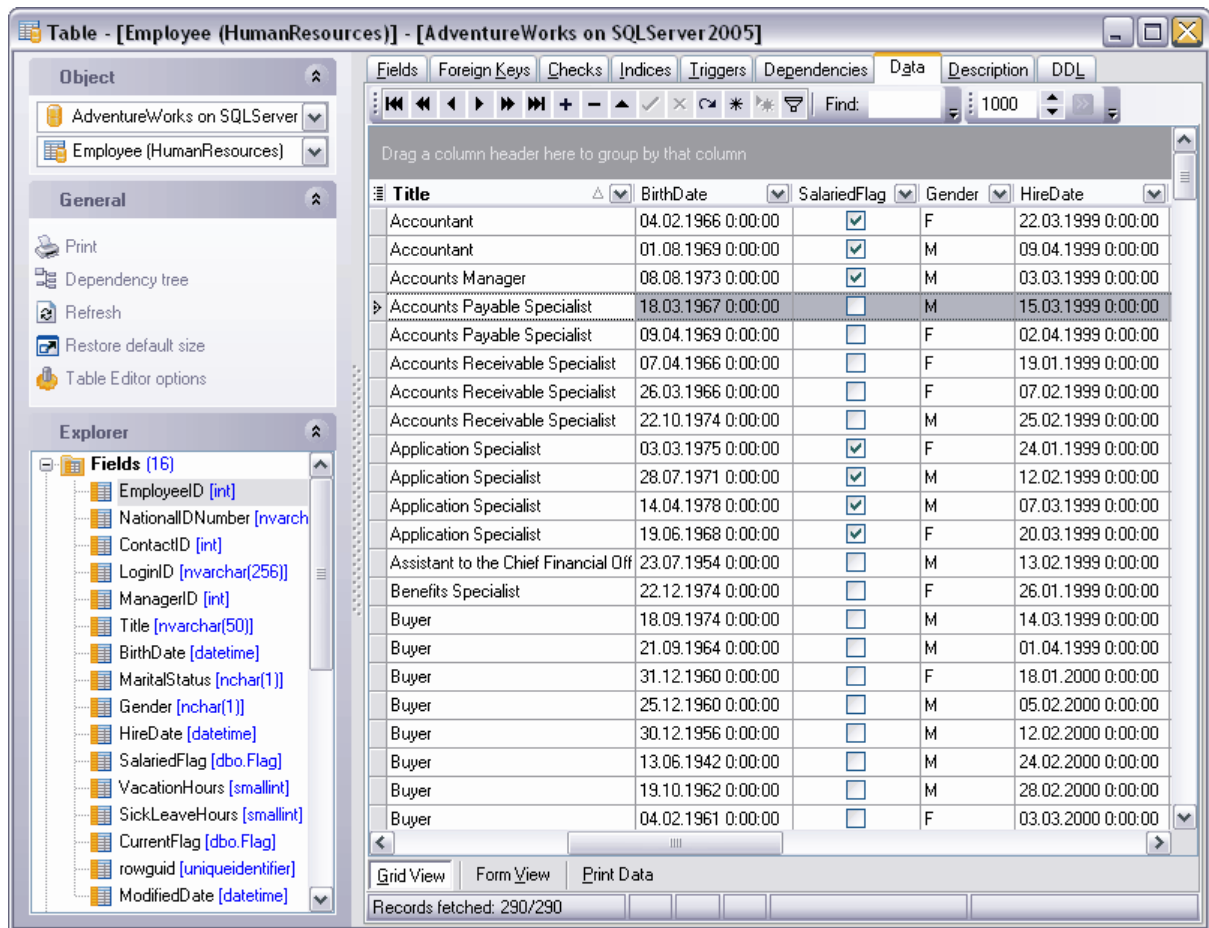 Table - [Employee (HumanResources)] - [AdventureWorks on SQLServer2005]
Object
AdventureWorks on SQLServer
Employee (HumanResources)
General
Print
Dependency tree
Refresh
Restore default size
Table Editor options
Explorer
Fields (16)
EmployeeID [int]
NationalIDNumber [nvarch
ContactID [int]
LoginID [nvarchar(256)]
ManagerID [int]
Title [nvarchar(50)]
BirthDate [datetime]
MaritalStatus [nchar(1)]
Gender [nchar(1)]
HireDate [datetime]
SalariedFlag [dbo.Flag]
VacationHours [smallint]
SickLeaveHours [smallint]
CurrentFlag [dbo.Flag]
rowguid [uniqueidentifier]
ModifiedDate [datetime]
Fields Foreign Keys Checks Indices Triggers Dependencies Data Description DDL
Find: 1000
Drag a column header here to group by that column
Title BirthDate SalariedFlag Gender HireDate
Accountant 04.02.1966 0:00:00 F 22.03.1999 0:00:00
Accountant 01.08.1969 0:00:00 M 09.04.1999 0:00:00
Accounts Manager 08.08.1973 0:00:00 M 03.03.1999 0:00:00
Accounts Payable Specialist 18.03.1967 0:00:00 M 15.03.1999 0:00:00
Accounts Payable Specialist 09.04.1969 0:00:00 F 02.04.1999 0:00:00
Accounts Receivable Specialist 07.04.1966 0:00:00 F 19.01.1999 0:00:00
Accounts Receivable Specialist 26.03.1966 0:00:00 F 07.02.1999 0:00:00
Accounts Receivable Specialist 22.10.1974 0:00:00 M 25.02.1999 0:00:00
Application Specialist 03.03.1975 0:00:00 F 24.01.1999 0:00:00
Application Specialist 28.07.1971 0:00:00 M 12.02.1999 0:00:00
Application Specialist 14.04.1978 0:00:00 M 07.03.1999 0:00:00
Application Specialist 19.06.1968 0:00:00 F 20.03.1999 0:00:00
Assistant to the Chief Financial Off 23.07.1954 0:00:00 M 13.02.1999 0:00:00
Benefits Specialist 22.12.1974 0:00:00 F 26.01.1999 0:00:00
Buyer 18.09.1974 0:00:00 M 14.03.1999 0:00:00
Buyer 21.09.1964 0:00:00 M 01.04.1999 0:00:00
Buyer 31.12.1960 0:00:00 F 18.01.2000 0:00:00
Buyer 25.12.1960 0:00:00 M 05.02.2000 0:00:00
Buyer 30.12.1956 0:00:00 M 12.02.2000 0:00:00
Buyer 13.06.1942 0:00:00 M 24.02.2000 0:00:00
Buyer 19.10.1962 0:00:00 M 28.02.2000 0:00:00
Buyer 04.02.1961 0:00:00 F 03.03.2000 0:00:00
Grid View Form View Print Data
Records fetched: 290/290